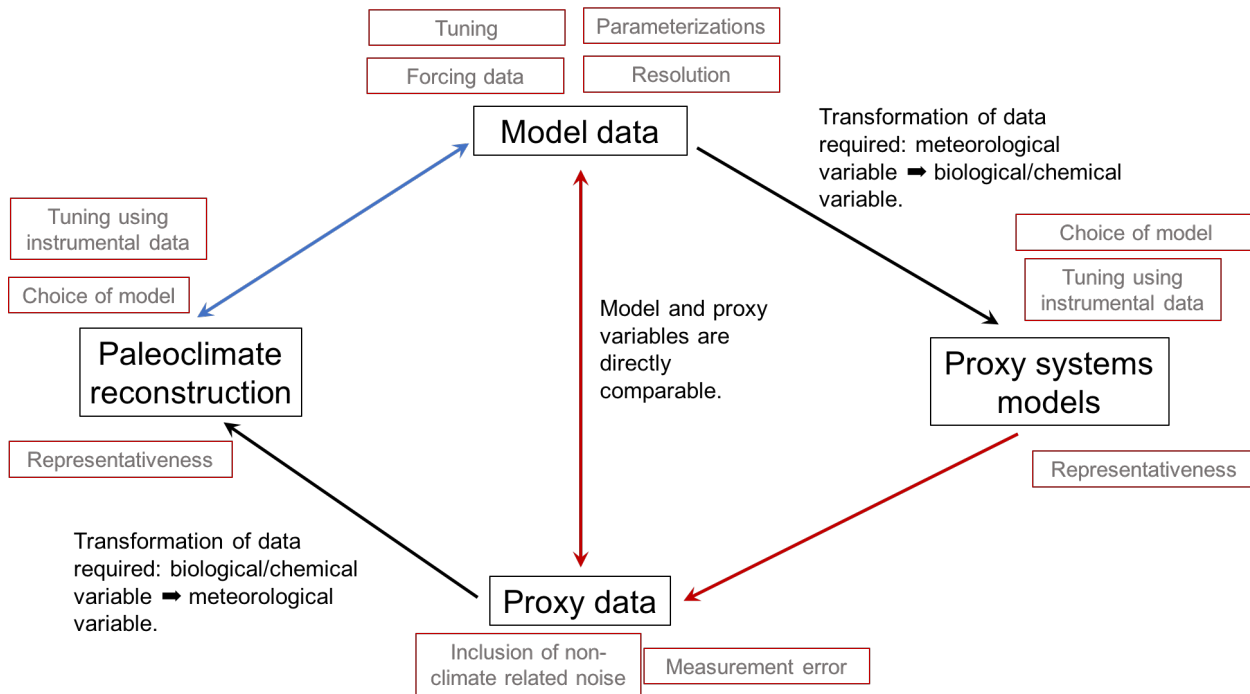 Tuning
Parameterizations
Forcing data
Resolution
Model data
Transformation of data
required: meteorological
variable ➡ biological/chemical
variable.
Tuning using
instrumental data
Choice of model
Choice of model
Tuning using
instrumental data
Model and proxy
variables are
directly
comparable.
Paleoclimate
reconstruction
Proxy systems
models
Representativeness
Representativeness
Transformation of data
required: biological/chemical
variable ➡ meteorological
variable.
Proxy data
Inclusion of non-
climate related noise
Measurement error